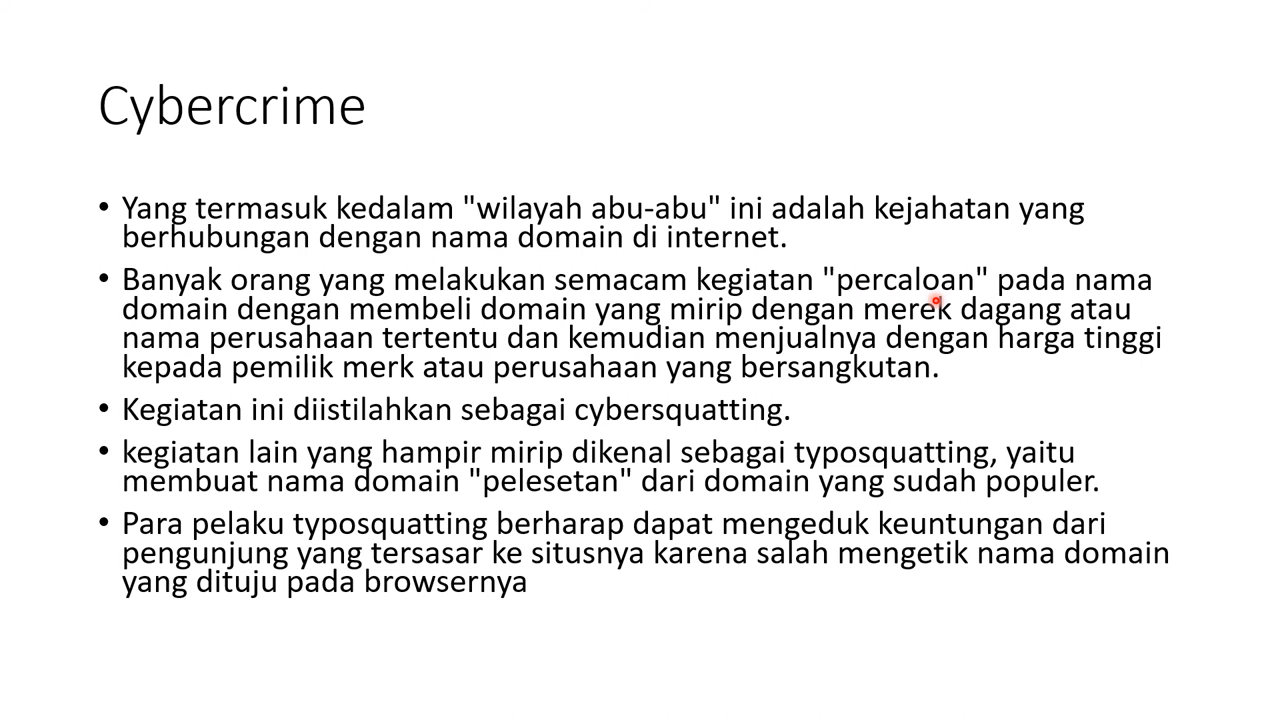 Cybercrime
• Yang termasuk kedalam "wilayah abu-abu" ini adalah kejahatan yang
berhubungan dengan nama domain di internet.
• Banyak orang yang melakukan semacam kegiatan "percaloan" pada nama
domain dengan membeli domain yang mirip dengan merek dagang atau
nama perusahaan tertentu dan kemudian menjualnya dengan harga tinggi
kepada pemilik merk atau perusahaan yang bersangkutan.
• Kegiatan ini diistilahkan sebagai cybersquatting.
• kegiatan lain yang hampir mirip dikenal sebagai typosquatting, yaitu
membuat nama domain "pelesetan" dari domain yang sudah populer.
• Para pelaku typosquatting berharap dapat mengeduk keuntungan dari
pengunjung yang tersasar ke situsnya karena salah mengetik nama domain
yang dituju pada browsernya